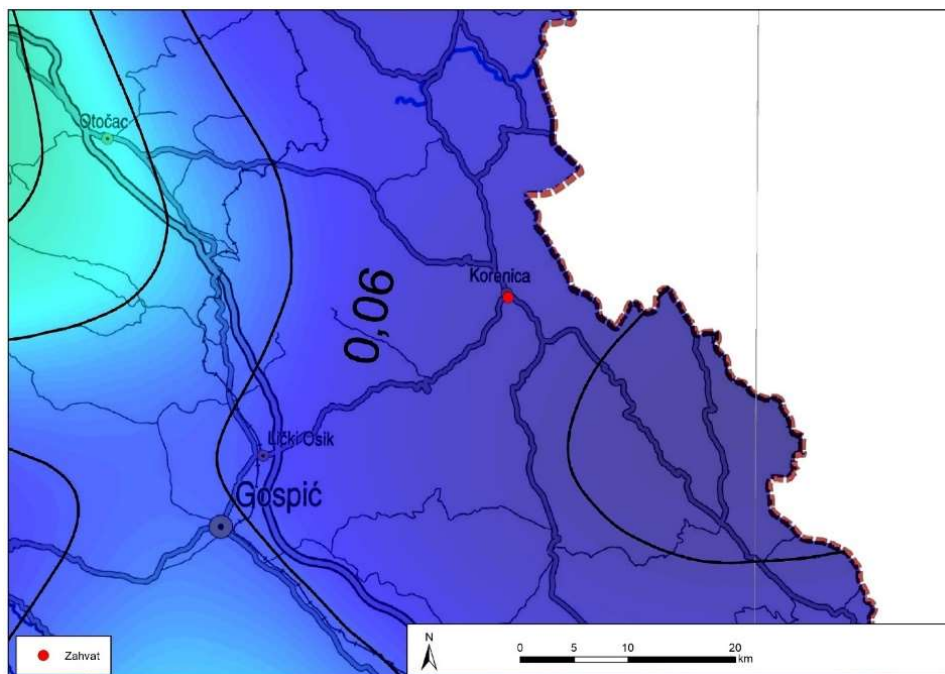 Otočac
Korenica
0,06
Lički Osik
Gospić
Zahvat
N
0 5 10 20
km